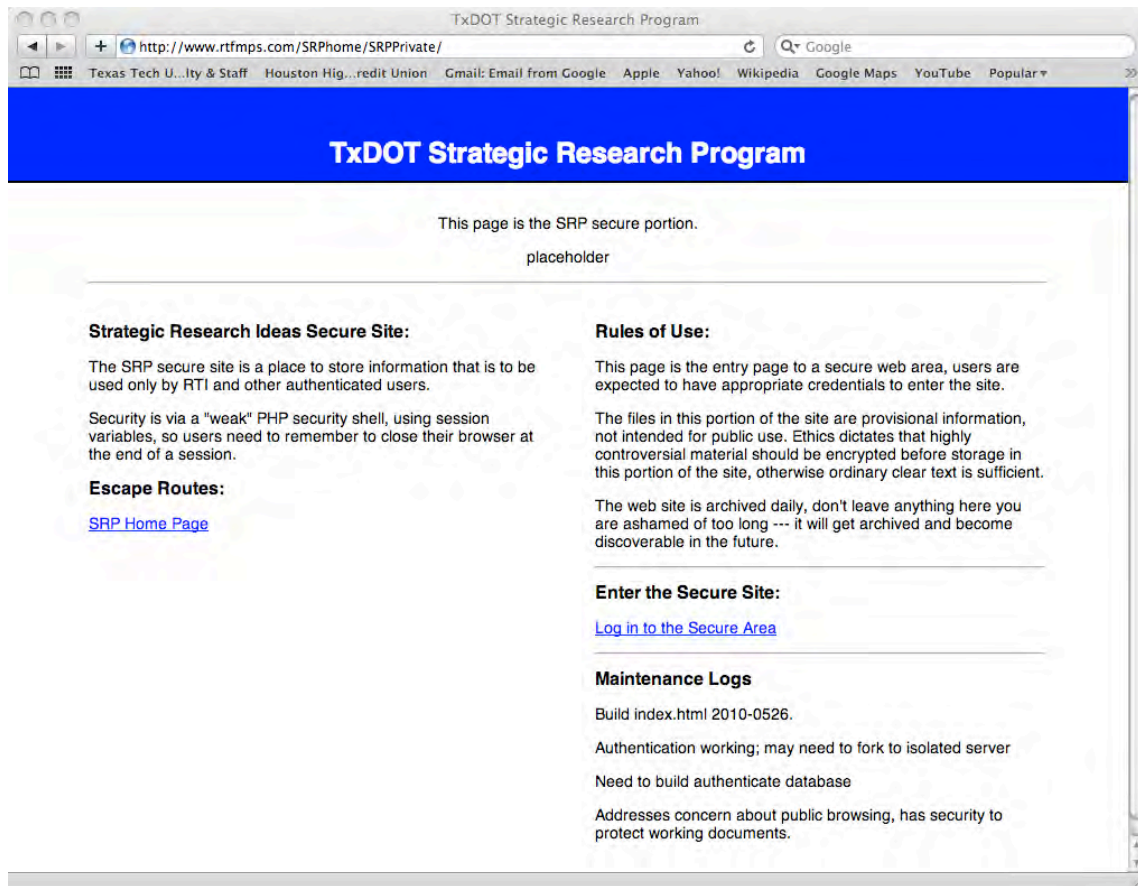 TxDOT Strategic Research Program
http://www.rtfmps.com/SRPhome/SRPPrivate/
Google
Texas Tech U...lty & Staff Houston Hig...redit Union Gmail: Email from Google Apple Yahoo! Wikipedia Google Maps YouTube Popular
TxDOT Strategic Research Program
This page is the SRP secure portion.
placeholder
Strategic Research Ideas Secure Site:
The SRP secure site is a place to store information that is to be
used only by RTI and other authenticated users.
Security is via a "weak" PHP security shell, using session
variables, so users need to remember to close their browser at
the end of a session.
Escape Routes:
SRP Home Page
Rules of Use:
This page is the entry page to a secure web area, users are
expected to have appropriate credentials to enter the site.
The files in this portion of the site are provisional information,
not intended for public use. Ethics dictates that highly
controversial material should be encrypted before storage in
this portion of the site, otherwise ordinary clear text is sufficient.
The web site is archived daily, don't leave anything here you
are ashamed of too long --- it will get archived and become
discoverable in the future.
Enter the Secure Site:
Log in to the Secure Area
Maintenance Logs
Build index.html 2010-0526.
Authentication working; may need to fork to isolated server
Need to build authenticate database
Addresses concern about public browsing, has security to
protect working documents.